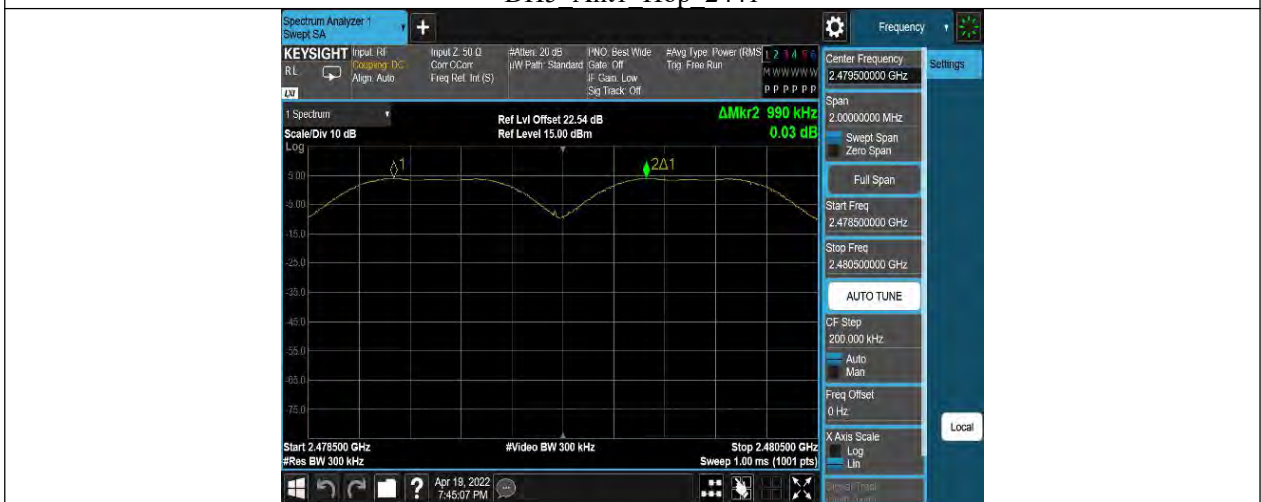 DH5_Ant1_Hop_2441
Spectrum Analyzer 1
Swept SA
Frequency
KEYSIGHT
RL
LXI
Input: RF
Coupling: DC
Align: Auto
Input Z: 50 Ω
Corr CCorr
Freq Ref: Int (S)
#Atten: 20 dB
µW Path: Standard
PNO: Best Wide
Gate: Off
IF Gain: Low
Sig Track: Off
#Avg Type: Power (RMS
Trig: Free Run
1 2 3 4 5 6
M W W W W W
P P P P P P
1 Spectrum
Scale/Div 10 dB
Log
Ref Lvl Offset 22.54 dB
Ref Level 15.00 dBm
ΔMkr2 990 kHz
0.03 dB
1
2Δ1
5.00
-5.00
-15.0
-25.0
-35.0
-45.0
-55.0
-65.0
-75.0
Start 2.478500 GHz
#Res BW 300 kHz
#Video BW 300 kHz
Stop 2.480500 GHz
Sweep 1.00 ms (1001 pts)
Apr 19, 2022
7:45:07 PM
Center Frequency
2.479500000 GHz
Settings
Span
2.00000000 MHz
Swept Span
Zero Span
Full Span
Start Freq
2.478500000 GHz
Stop Freq
2.480500000 GHz
AUTO TUNE
CF Step
200.000 kHz
Auto
Man
Freq Offset
0 Hz
X Axis Scale
Log
Lin
Local
Signal Track